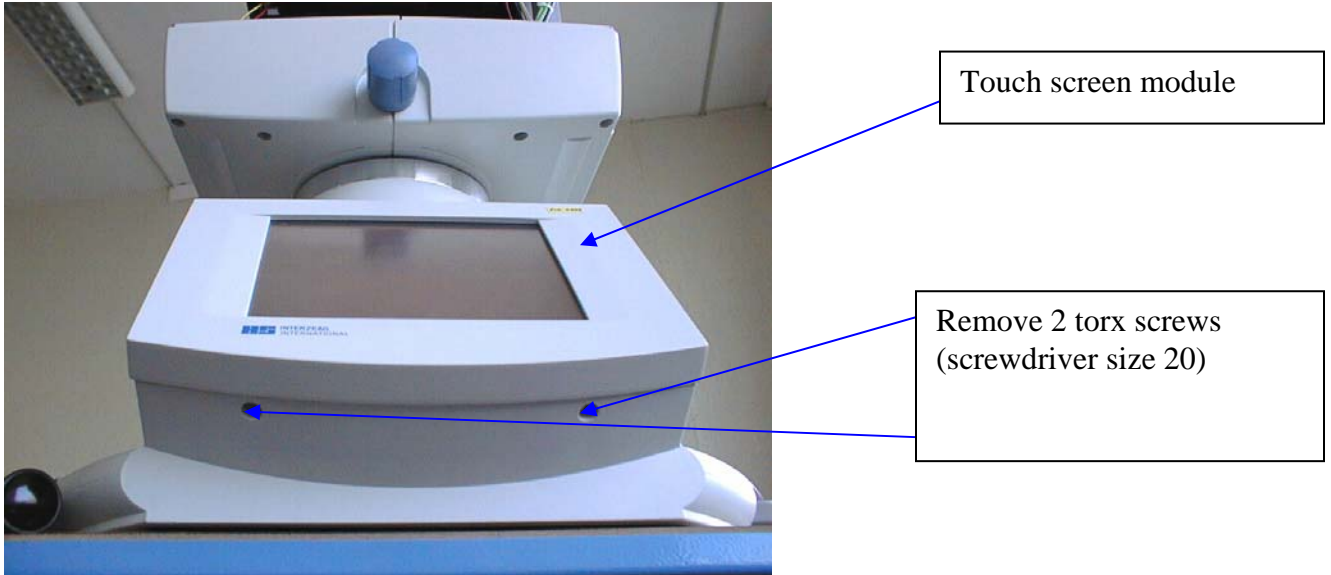 Touch screen module
Remove 2 torx screws
(screwdriver size 20)
INTERZEAG
INTERNATIONAL